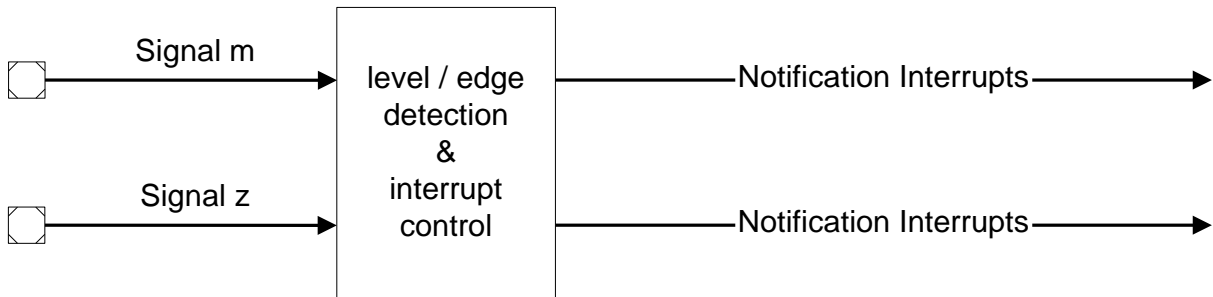 Signal m
Notification Interrupts
level / edge
detection
&
interrupt
control
Signal z
Notification Interrupts